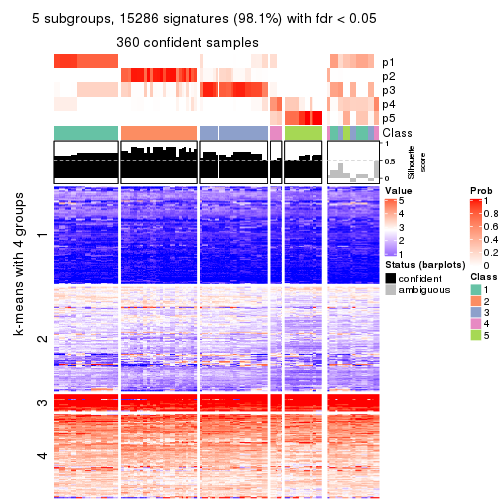 5 subgroups, 15286 signatures (98.1%) with fdr < 0.05
360 confident samples
p1
p2
p3
p4
p5
Class
1
0.5
0
Silhouette
score
k-means with 4 groups
1
2
3
4
Value
5
4
3
2
1
Status (barplots)
confident
ambiguous
Prob
1
0.8
0.6
0.4
0.2
0
Class
1
2
3
4
5